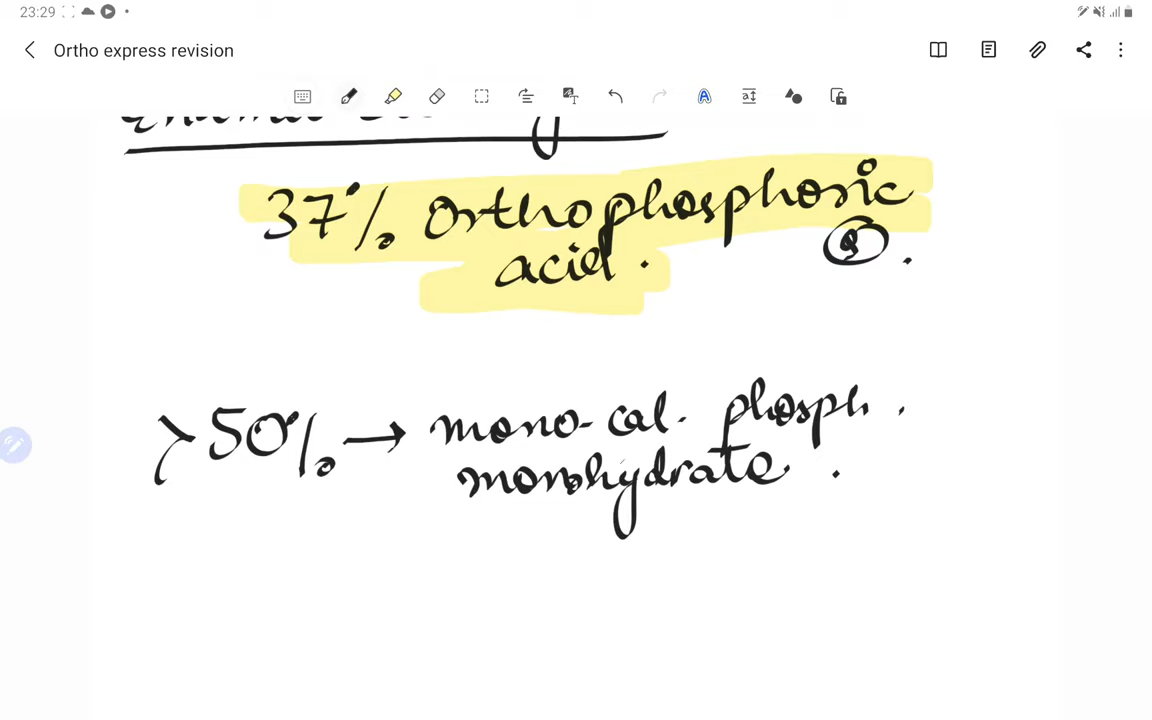 23:29
Ortho express revision
37% Orthophosphoric
acid.
>50% → mono-cal. phosph.
monohydrate.